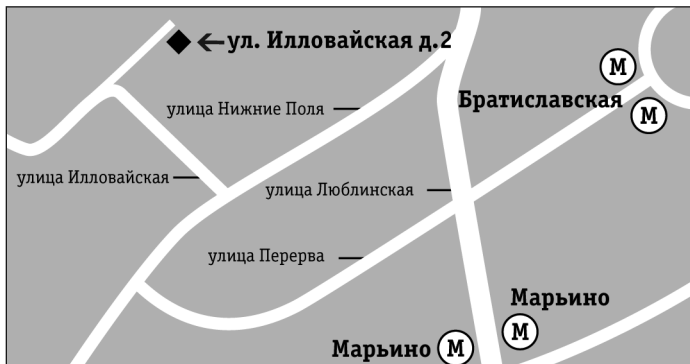 ул. Илловайская д.2
М
Братиславская
М
улица Нижние Поля
улица Илловайская
улица Люблинская
улица Перерва
Марьино
М
Марьино М